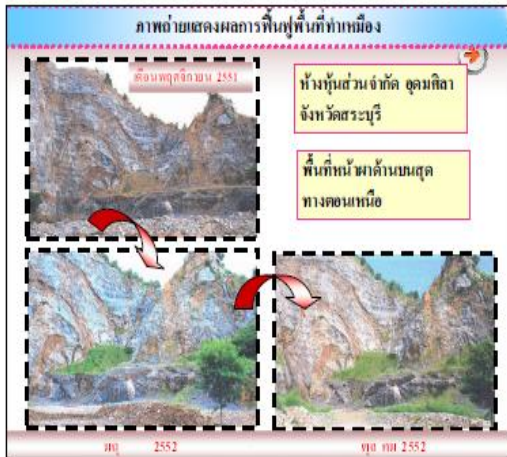 ภาพถ่ายแสดงผลการฟื้นฟูพื้นที่ทำเหมือง
เดือนพฤศจิกายน 2551
ห้างหุ้นส่วนจำกัด อุดมศิลา
จังหวัดสระบุรี
พื้นที่หน้าผาด้านบนสุด
ทางตอนเหนือ
2552
2552